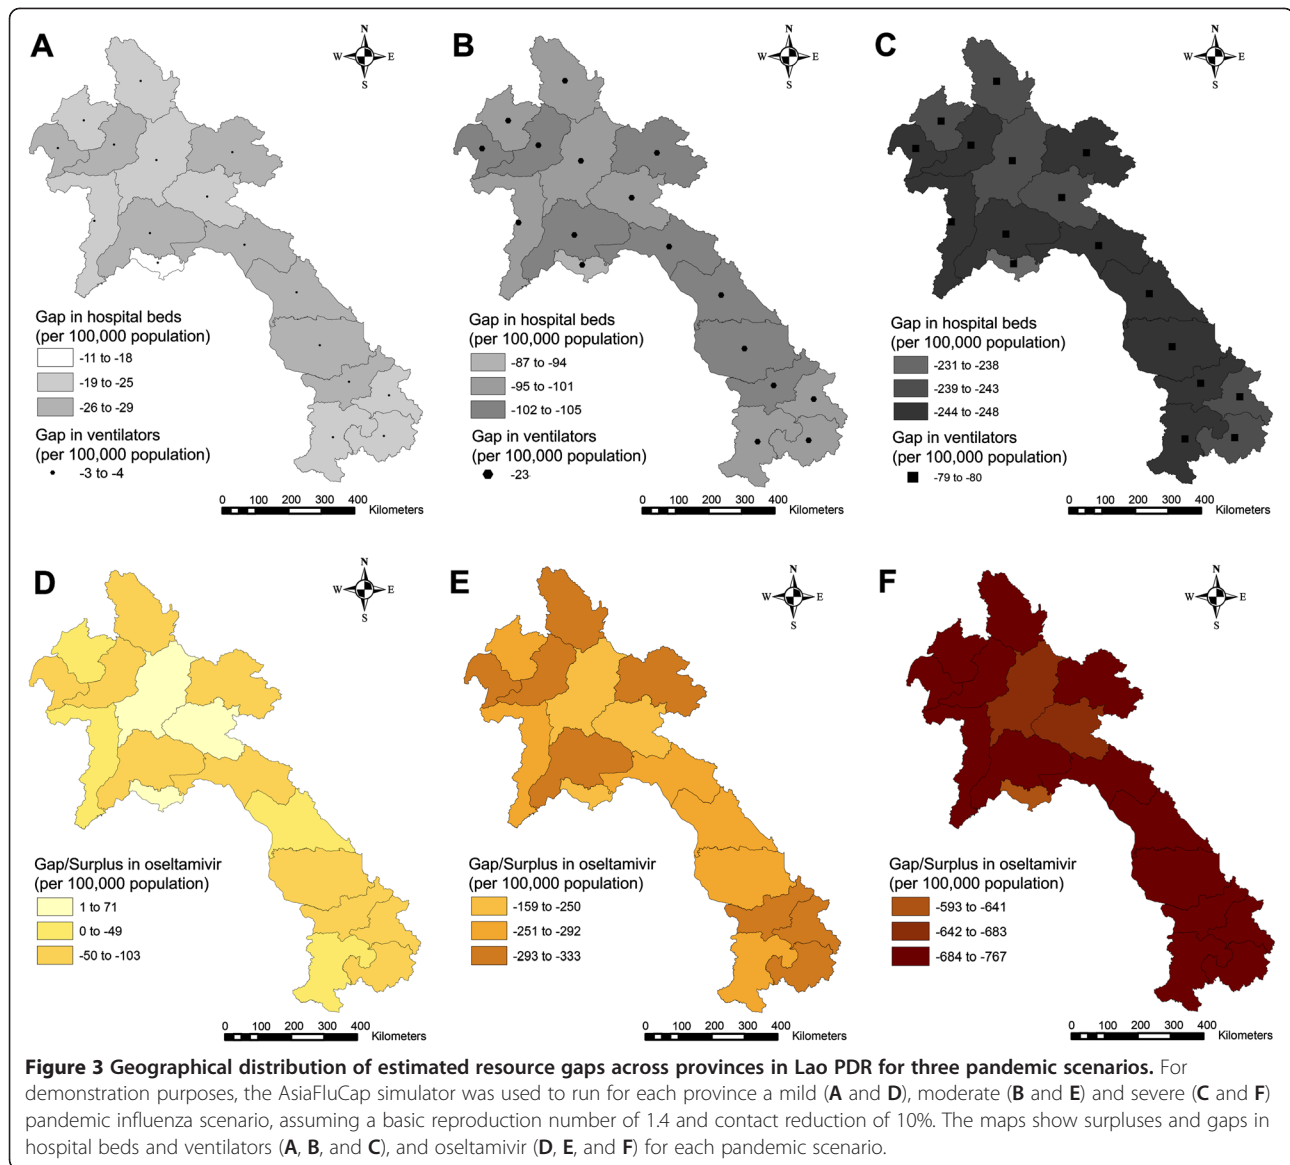 A
N
W E
S
Gap in hospital beds
(per 100,000 population)
-11 to -18
-19 to -25
-26 to -29
Gap in ventilators
(per 100,000 population)
-3 to -4
0 100 200 300 400
Kilometers
B
N
W E
S
Gap in hospital beds
(per 100,000 population)
-87 to -94
-95 to -101
-102 to -105
Gap in ventilators
(per 100,000 population)
-23
0 100 200 300 400
Kilometers
C
N
W E
S
Gap in hospital beds
(per 100,000 population)
-231 to -238
-239 to -243
-244 to -248
Gap in ventilators
(per 100,000 population)
-79 to -80
0 100 200 300 400
Kilometers
D
N
W E
S
Gap/Surplus in oseltamivir
(per 100,000 population)
1 to 71
0 to -49
-50 to -103
0 100 200 300 400
Kilometers
E
N
W E
S
Gap/Surplus in oseltamivir
(per 100,000 population)
-159 to -250
-251 to -292
-293 to -333
0 100 200 300 400
Kilometers
F
N
W E
S
Gap/Surplus in oseltamivir
(per 100,000 population)
-593 to -641
-642 to -683
-684 to -767
0 100 200 300 400
Kilometers
Figure 3 Geographical distribution of estimated resource gaps across provinces in Lao PDR for three pandemic scenarios. For
demonstration purposes, the AsiaFluCap simulator was used to run for each province a mild (A and D), moderate (B and E) and severe (C and F)
pandemic influenza scenario, assuming a basic reproduction number of 1.4 and contact reduction of 10%. The maps show surpluses and gaps in
hospital beds and ventilators (A, B, and C), and oseltamivir (D, E, and F) for each pandemic scenario.